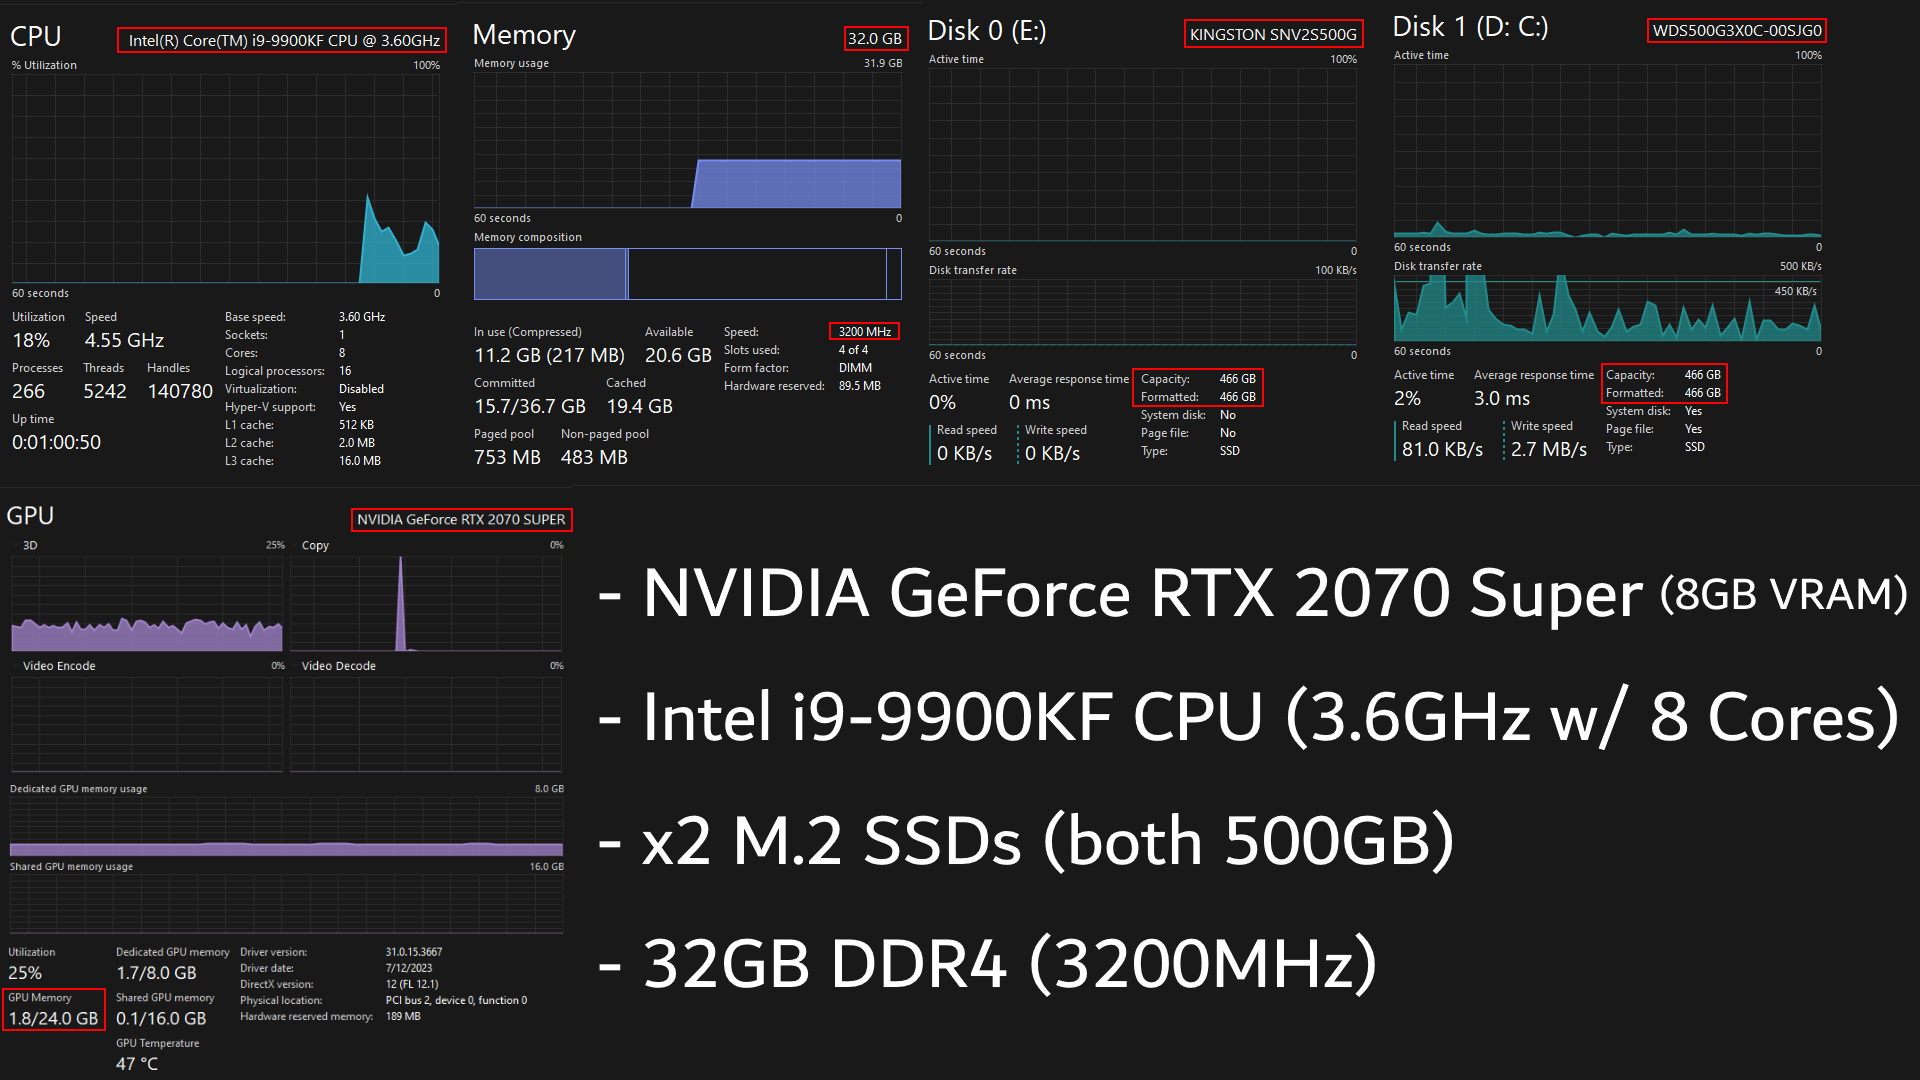 CPU
Intel(R) Core(TM) i9-9900KF CPU @ 3.60GHz
% Utilization
100%
60 seconds
0
Utilization
Speed
18%
4.55 GHz
Processes
Threads
Handles
266
5242
140780
Up time
0:01:00:50
Base speed:
3.60 GHz
Sockets:
1
Cores:
8
Logical processors:
16
Virtualization:
Disabled
Hyper-V support:
Yes
L1 cache:
512 KB
L2 cache:
2.0 MB
L3 cache:
16.0 MB
Memory
32.0 GB
Memory usage
31.9 GB
60 seconds
0
Memory composition
In use (Compressed)
Available
11.2 GB (217 MB)
20.6 GB
Committed
Cached
15.7/36.7 GB
19.4 GB
Paged pool
Non-paged pool
753 MB
483 MB
Speed:
3200 MHz
Slots used:
4 of 4
Form factor:
DIMM
Hardware reserved:
89.5 MB
Disk 0 (E:)
KINGSTON SNV2S500G
Active time
100%
60 seconds
0
Disk transfer rate
100 KB/s
60 seconds
0
Active time
Average response time
0%
0 ms
Read speed
Write speed
0 KB/s
0 KB/s
Capacity:
466 GB
Formatted:
466 GB
System disk:
No
Page file:
No
Type:
SSD
Disk 1 (D: C:)
WDS500G3X0C-00SJG0
Active time
100%
60 seconds
0
Disk transfer rate
500 KB/s
450 KB/s
60 seconds
0
Active time
Average response time
2%
3.0 ms
Read speed
Write speed
81.0 KB/s
2.7 MB/s
Capacity:
466 GB
Formatted:
466 GB
System disk:
Yes
Page file:
Yes
Type:
SSD
GPU
NVIDIA GeForce RTX 2070 SUPER
3D
25%
Copy
0%
Video Encode
0%
Video Decode
0%
Dedicated GPU memory usage
8.0 GB
Shared GPU memory usage
16.0 GB
Utilization
Dedicated GPU memory
25%
1.7/8.0 GB
GPU Memory
Shared GPU memory
1.8/24.0 GB
0.1/16.0 GB
GPU Temperature
47 °C
Driver version:
31.0.15.3667
Driver date:
7/12/2023
DirectX version:
12 (FL 12.1)
Physical location:
PCI bus 2, device 0, function 0
Hardware reserved memory:
189 MB
- NVIDIA GeForce RTX 2070 Super (8GB VRAM)
- Intel i9-9900KF CPU (3.6GHz w/ 8 Cores)
- x2 M.2 SSDs (both 500GB)
- 32GB DDR4 (3200MHz)